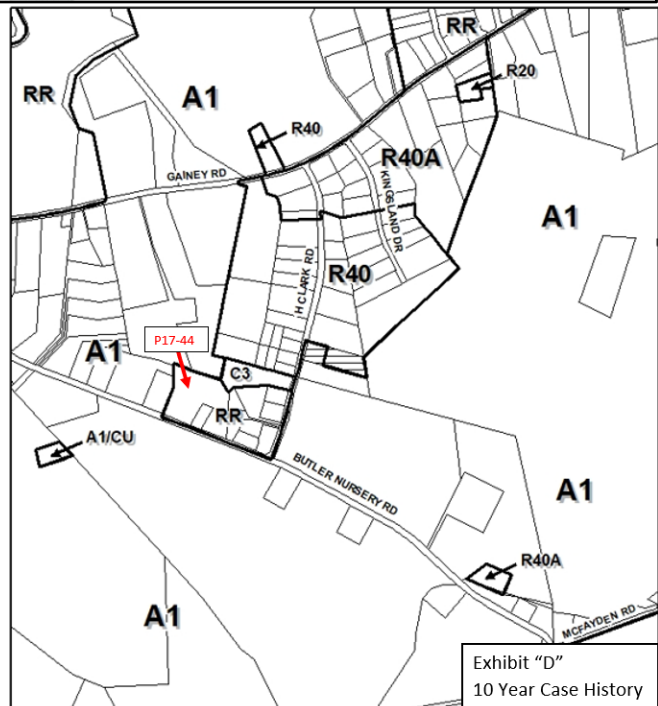 RR
R20
RR
A1
R40
R40A
GAINEY RD
KINGSLAND DR
A1
H CLARK RD
R40
P17-44
A1
C3
RR
A1/CU
BUTLER NURSERY RD
A1
R40A
A1
MCFAYDEN RD
Exhibit “D”
10 Year Case History